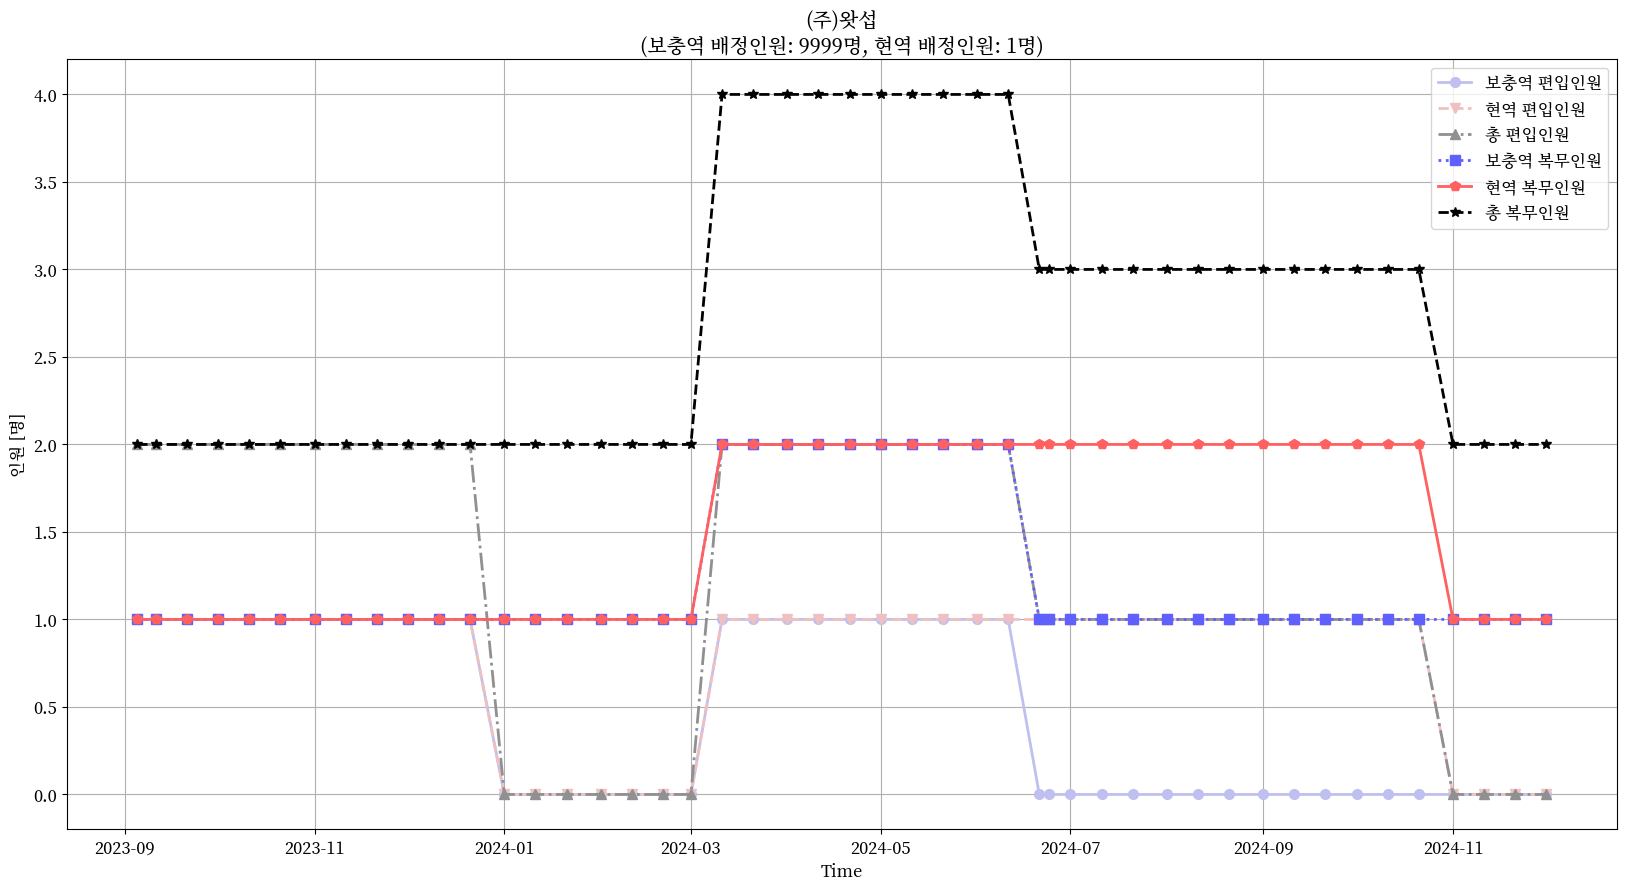 (주)왓섭
(보충역 배정인원: 9999명, 현역 배정인원: 1명)
인원 [명]
4.0
3.5
3.0
2.5
2.0
1.5
1.0
0.5
0.0
보충역 편입인원
현역 편입인원
총 편입인원
보충역 복무인원
현역 복무인원
총 복무인원
2023-09
2023-11
2024-01
2024-03
2024-05
2024-07
2024-09
2024-11
Time